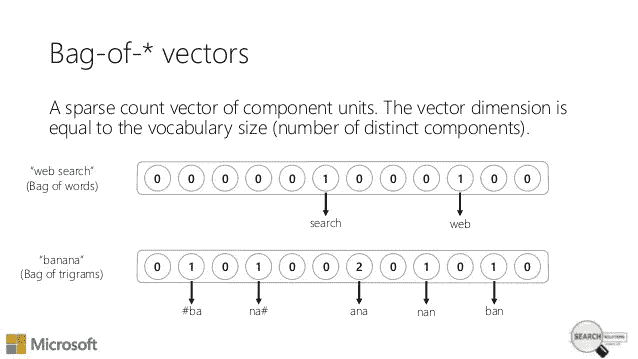 Bag-of-* vectors
A sparse count vector of component units. The vector dimension is
equal to the vocabulary size (number of distinct components).
"web search"
(Bag of words)
0 0 0 0 0 1 0 0 0 1 0 0
search web
"banana"
(Bag of trigrams)
0 1 0 1 0 0 2 0 1 0 1 0
#ba na# ana nan ban
Microsoft
SEARCH